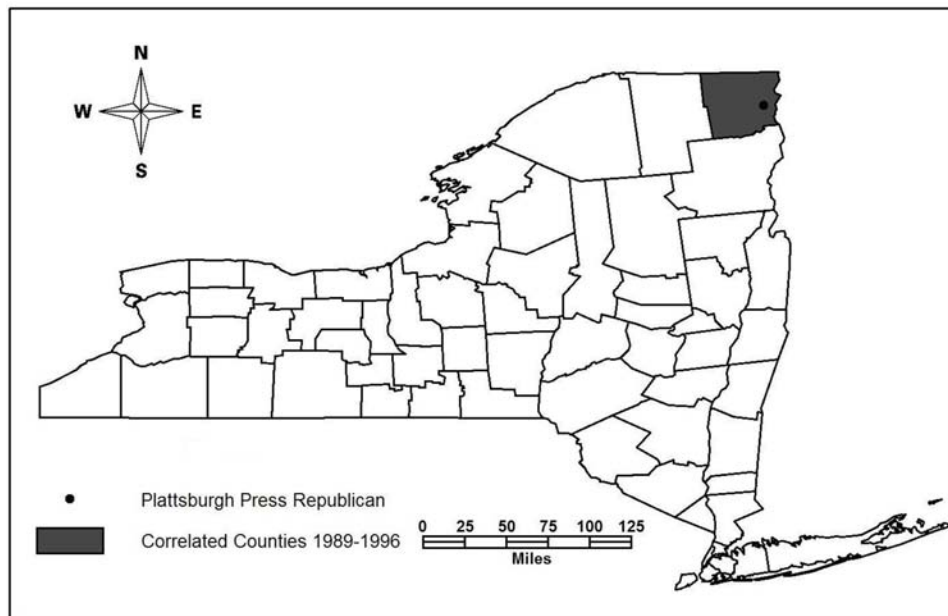 N
W E
S
Plattsburgh Press Republican
Correlated Counties 1989-1996
0 25 50 75 100 125
Miles